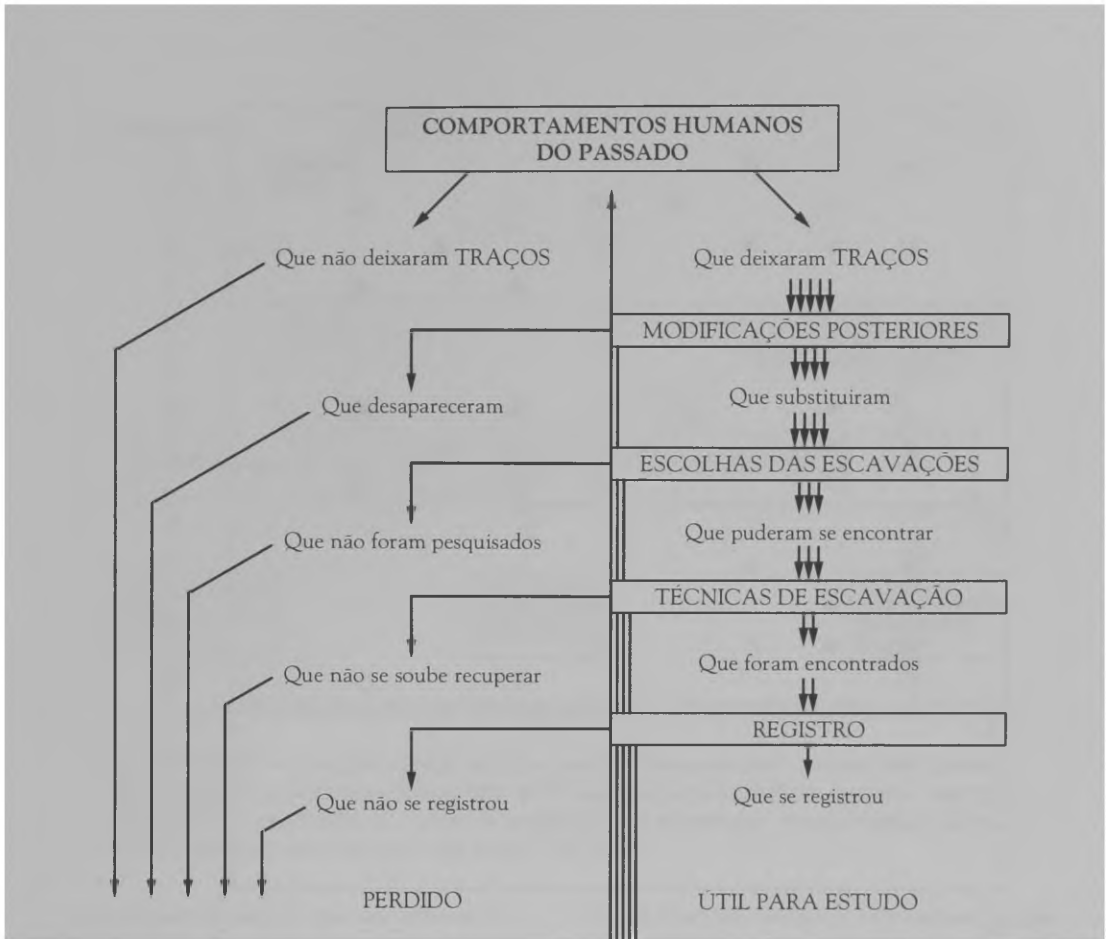 COMPORTAMENTOS HUMANOS
DO PASSADO
Que não deixaram TRAÇOS
Que deixaram TRAÇOS
MODIFICAÇÕES POSTERIORES
Que desapareceram
Que substituiram
ESCOLHAS DAS ESCAVAÇÕES
Que não foram pesquisados
Que puderam se encontrar
TÉCNICAS DE ESCAVAÇÃO
Que não se soube recuperar
Que foram encontrados
REGISTRO
Que não se registrou
Que se registrou
PERDIDO
ÚTIL PARA ESTUDO